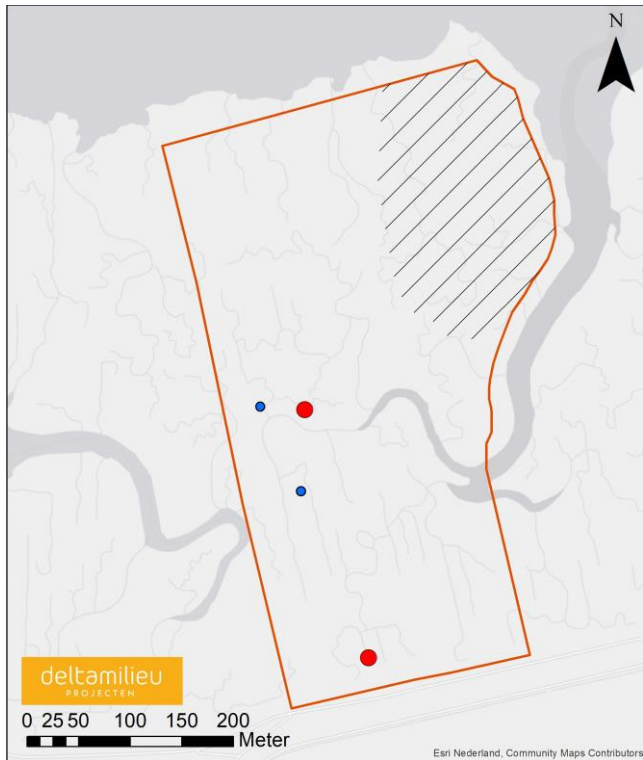 N
deltamilieu
PROJECTEN
0 25 50 100 150 200
Meter
Esri Nederland, Community Maps Contributors